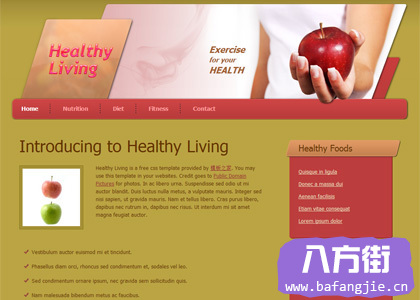 Healthy
Living
Exercise
for your
HEALTH
Home
Nutrition
Diet
Fitness
Contact
Introducing to Healthy Living
Healthy Living is a free css template provided by 模板之家. You may
use this template in your websites. Credit goes to Public Domain
Pictures for photos. In ac libero urna. Suspendisse sed odio ut mi
auctor blandit. Duis luctus nulla metus, a vulputate mauris. Integer sed
nisi sapien, ut gravida mauris. Nam et tellus libero. Cras purus libero,
dapibus nec rutrum in, dapibus nec risus. Ut interdum mi sit amet
magna feugiat auctor.
Vestibulum auctor euismod mi et tincidunt.
Phasellus diam orci, rhoncus sed condimentum et, sodales vel leo.
Sed condimentum ornare ipsum, nec gravida sem sollicitudin quis.
Nam malesuada bibendum metus ac faucibus.
Healthy Foods
Quisque in ligula
Donec a massa dui
Aenean facilisis
Etiam vitae consequat
Lorem ipsum dolor
八方街
www.bafangjie.cn